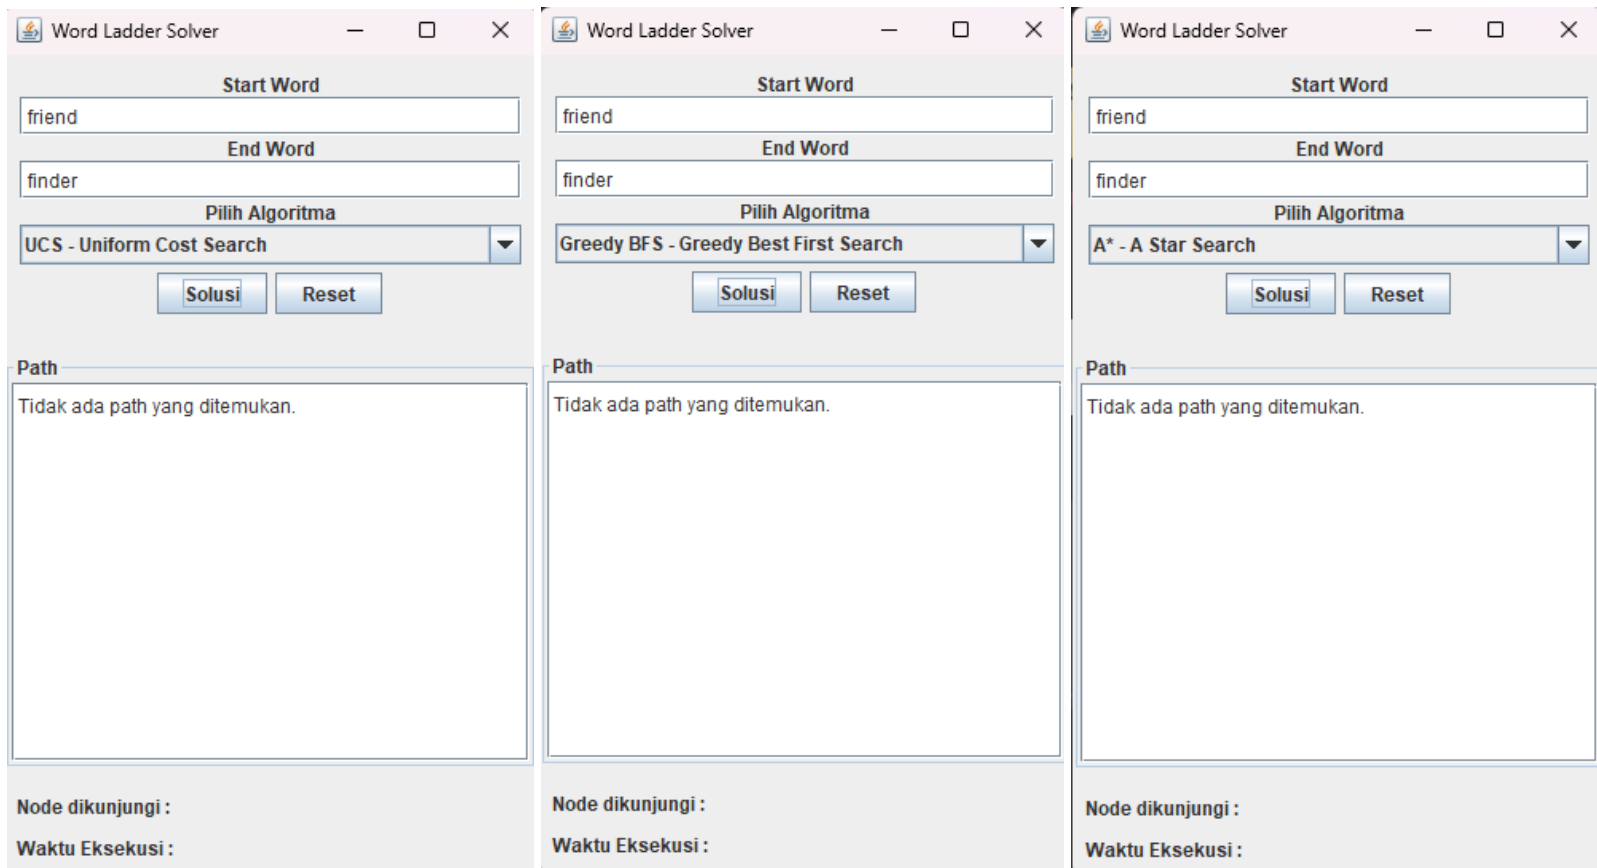 Word Ladder Solver
Start Word
friend
End Word
finder
Pilih Algoritma
UCS - Uniform Cost Search
Solusi Reset
Path
Tidak ada path yang ditemukan.
Node dikunjungi :
Waktu Eksekusi :
Word Ladder Solver
Start Word
friend
End Word
finder
Pilih Algoritma
Greedy BFS - Greedy Best First Search
Solusi Reset
Path
Tidak ada path yang ditemukan.
Node dikunjungi :
Waktu Eksekusi :
Word Ladder Solver
Start Word
friend
End Word
finder
Pilih Algoritma
A* - A Star Search
Solusi Reset
Path
Tidak ada path yang ditemukan.
Node dikunjungi :
Waktu Eksekusi :